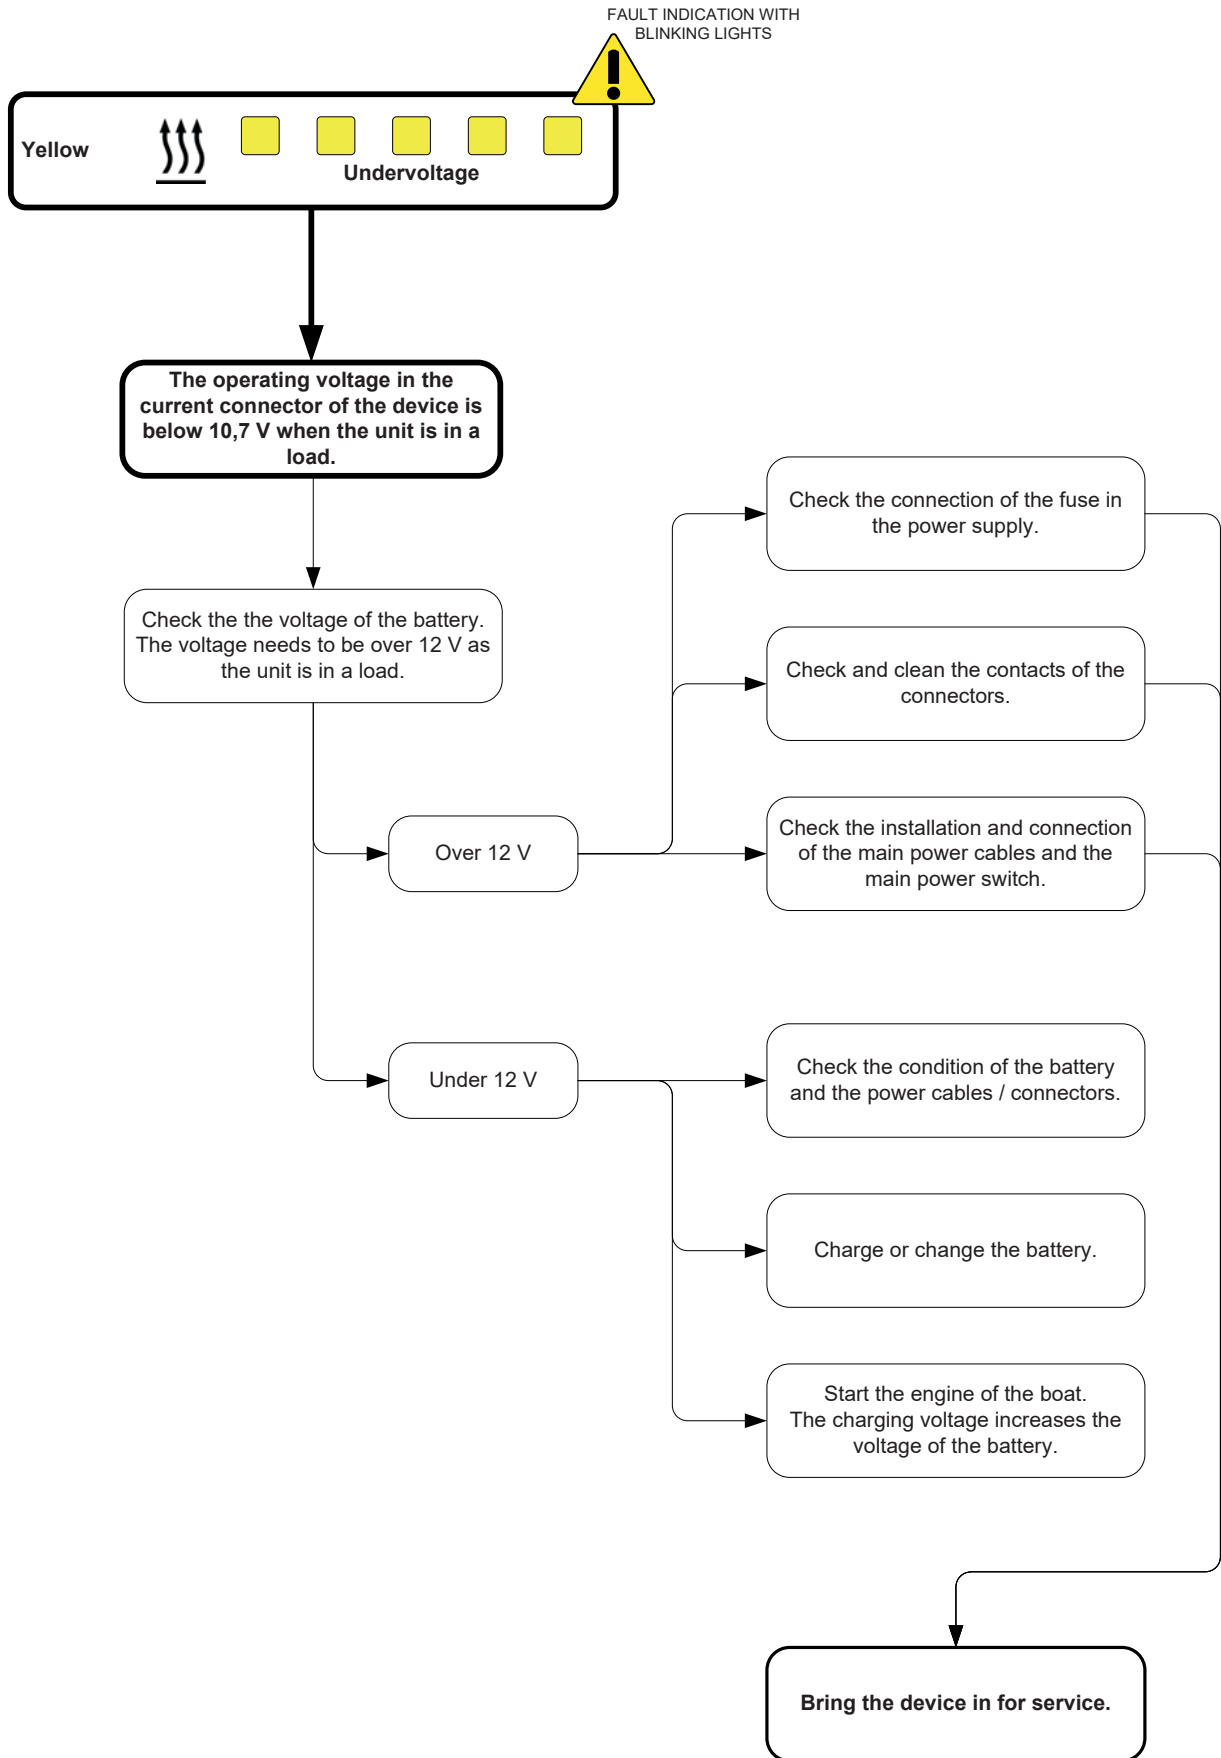 FAULT INDICATION WITH
BLINKING LIGHTS
Yellow
Undervoltage
The operating voltage in the
current connector of the device is
below 10,7 V when the unit is in a
load.
Check the the voltage of the battery.
The voltage needs to be over 12 V as
the unit is in a load.
Over 12 V
Check the connection of the fuse in
the power supply.
Check and clean the contacts of the
connectors.
Check the installation and connection
of the main power cables and the
main power switch.
Under 12 V
Check the condition of the battery
and the power cables / connectors.
Charge or change the battery.
Start the engine of the boat.
The charging voltage increases the
voltage of the battery.
Bring the device in for service.